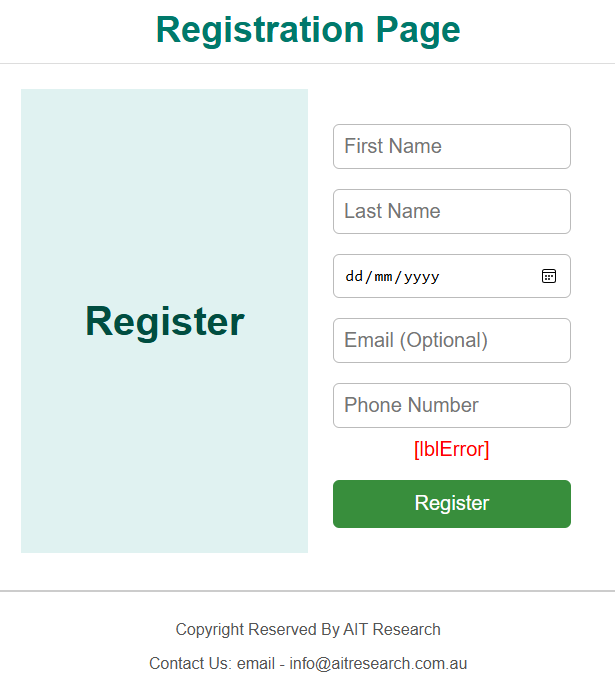 Registration Page
Register
First Name
Last Name
dd/mm/yyyy
Email (Optional)
Phone Number
[lblError]
Register
Copyright Reserved By AIT Research
Contact Us: email - info@aitresearch.com.au